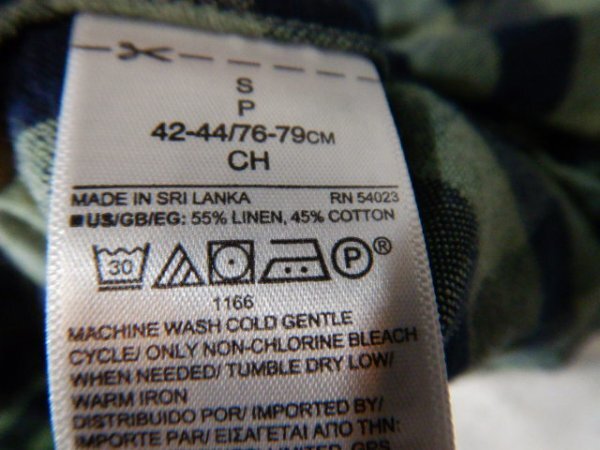 S
P
42-44/76-79CM
CH
MADE IN SRI LANKA RN 54023
US/GB/EG: 55% LINEN, 45% COTTON
30 P ®
1166
MACHINE WASH COLD GENTLE
CYCLE/ ONLY NON-CHLORINE BLEACH
WHEN NEEDED/ TUMBLE DRY LOW/
WARM IRON
DISTRIBUIDO POR/ IMPORTED BY/
IMPORTE PAR/ ΕΙΣΑΓΕΤΑΙ ΑΠΟ ΤΗΝ:
LIMITED, GPS